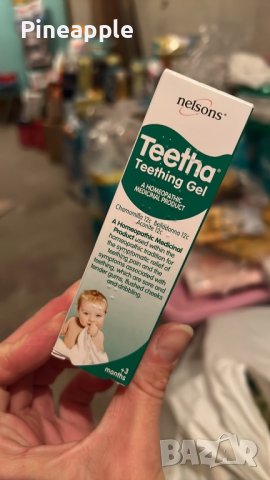 Pineapple
nelsons®
Teetha®
Teething Gel
A HOMEOPATHIC
MEDICINAL PRODUCT
Chamomilla 12c Belladonna 12c
Aconite 12c
A Homeopathic Medicinal
Product used within the
homeopathic tradition for
the symptomatic relief of
teething pain and the
symptoms associated with
teething, which are sore and
tender gums, flushed cheeks
and dribbling.
+3
months
BAZAR